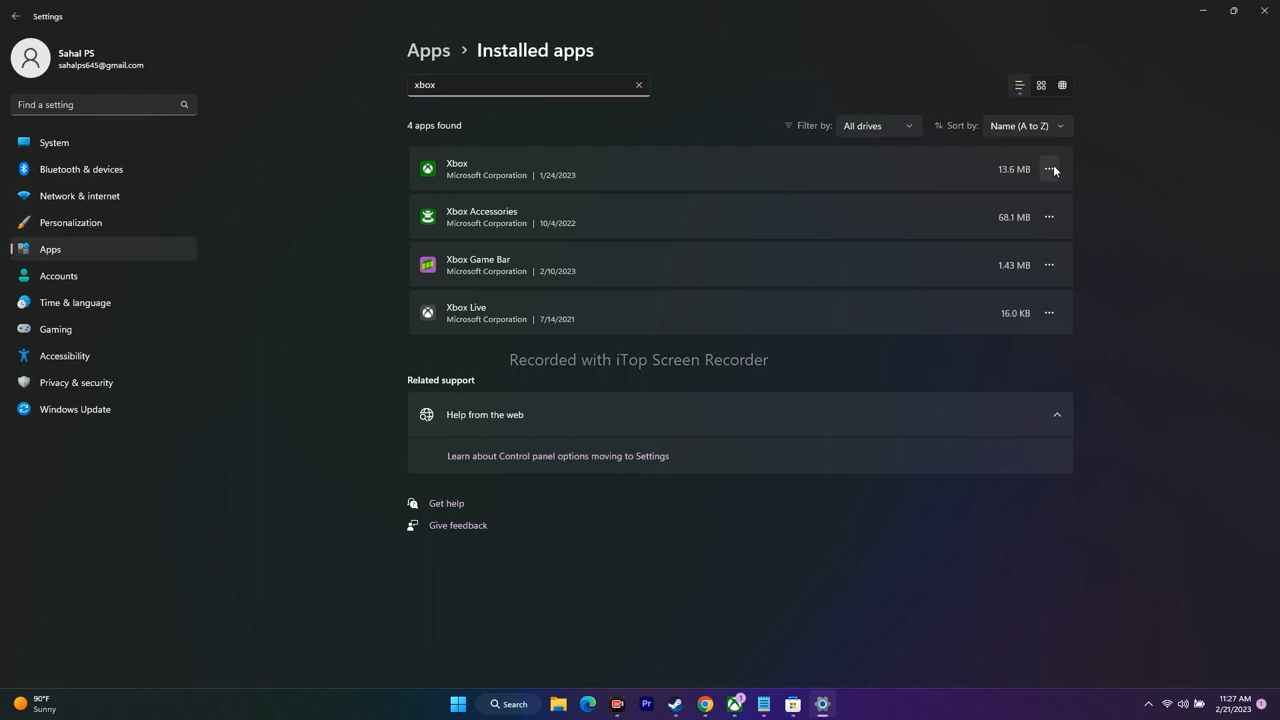 Settings
Sahal PS
sahalps645@gmail.com
Find a setting
System
Bluetooth & devices
Network & internet
Personalization
Apps
Accounts
Time & language
Gaming
Accessibility
Privacy & security
Windows Update
Apps > Installed apps
xbox
4 apps found
Filter by: All drives
Sort by: Name (A to Z)
Xbox
Microsoft Corporation | 1/24/2023
13.6 MB
Xbox Accessories
Microsoft Corporation | 10/4/2022
68.1 MB
Xbox Game Bar
Microsoft Corporation | 2/10/2023
1.43 MB
Xbox Live
Microsoft Corporation | 7/14/2021
16.0 KB
Recorded with iTop Screen Recorder
Related support
Help from the web
Learn about Control panel options moving to Settings
Get help
Give feedback
90°F
Sunny
Search
Pr
1
11:27 AM
2/21/2023
1